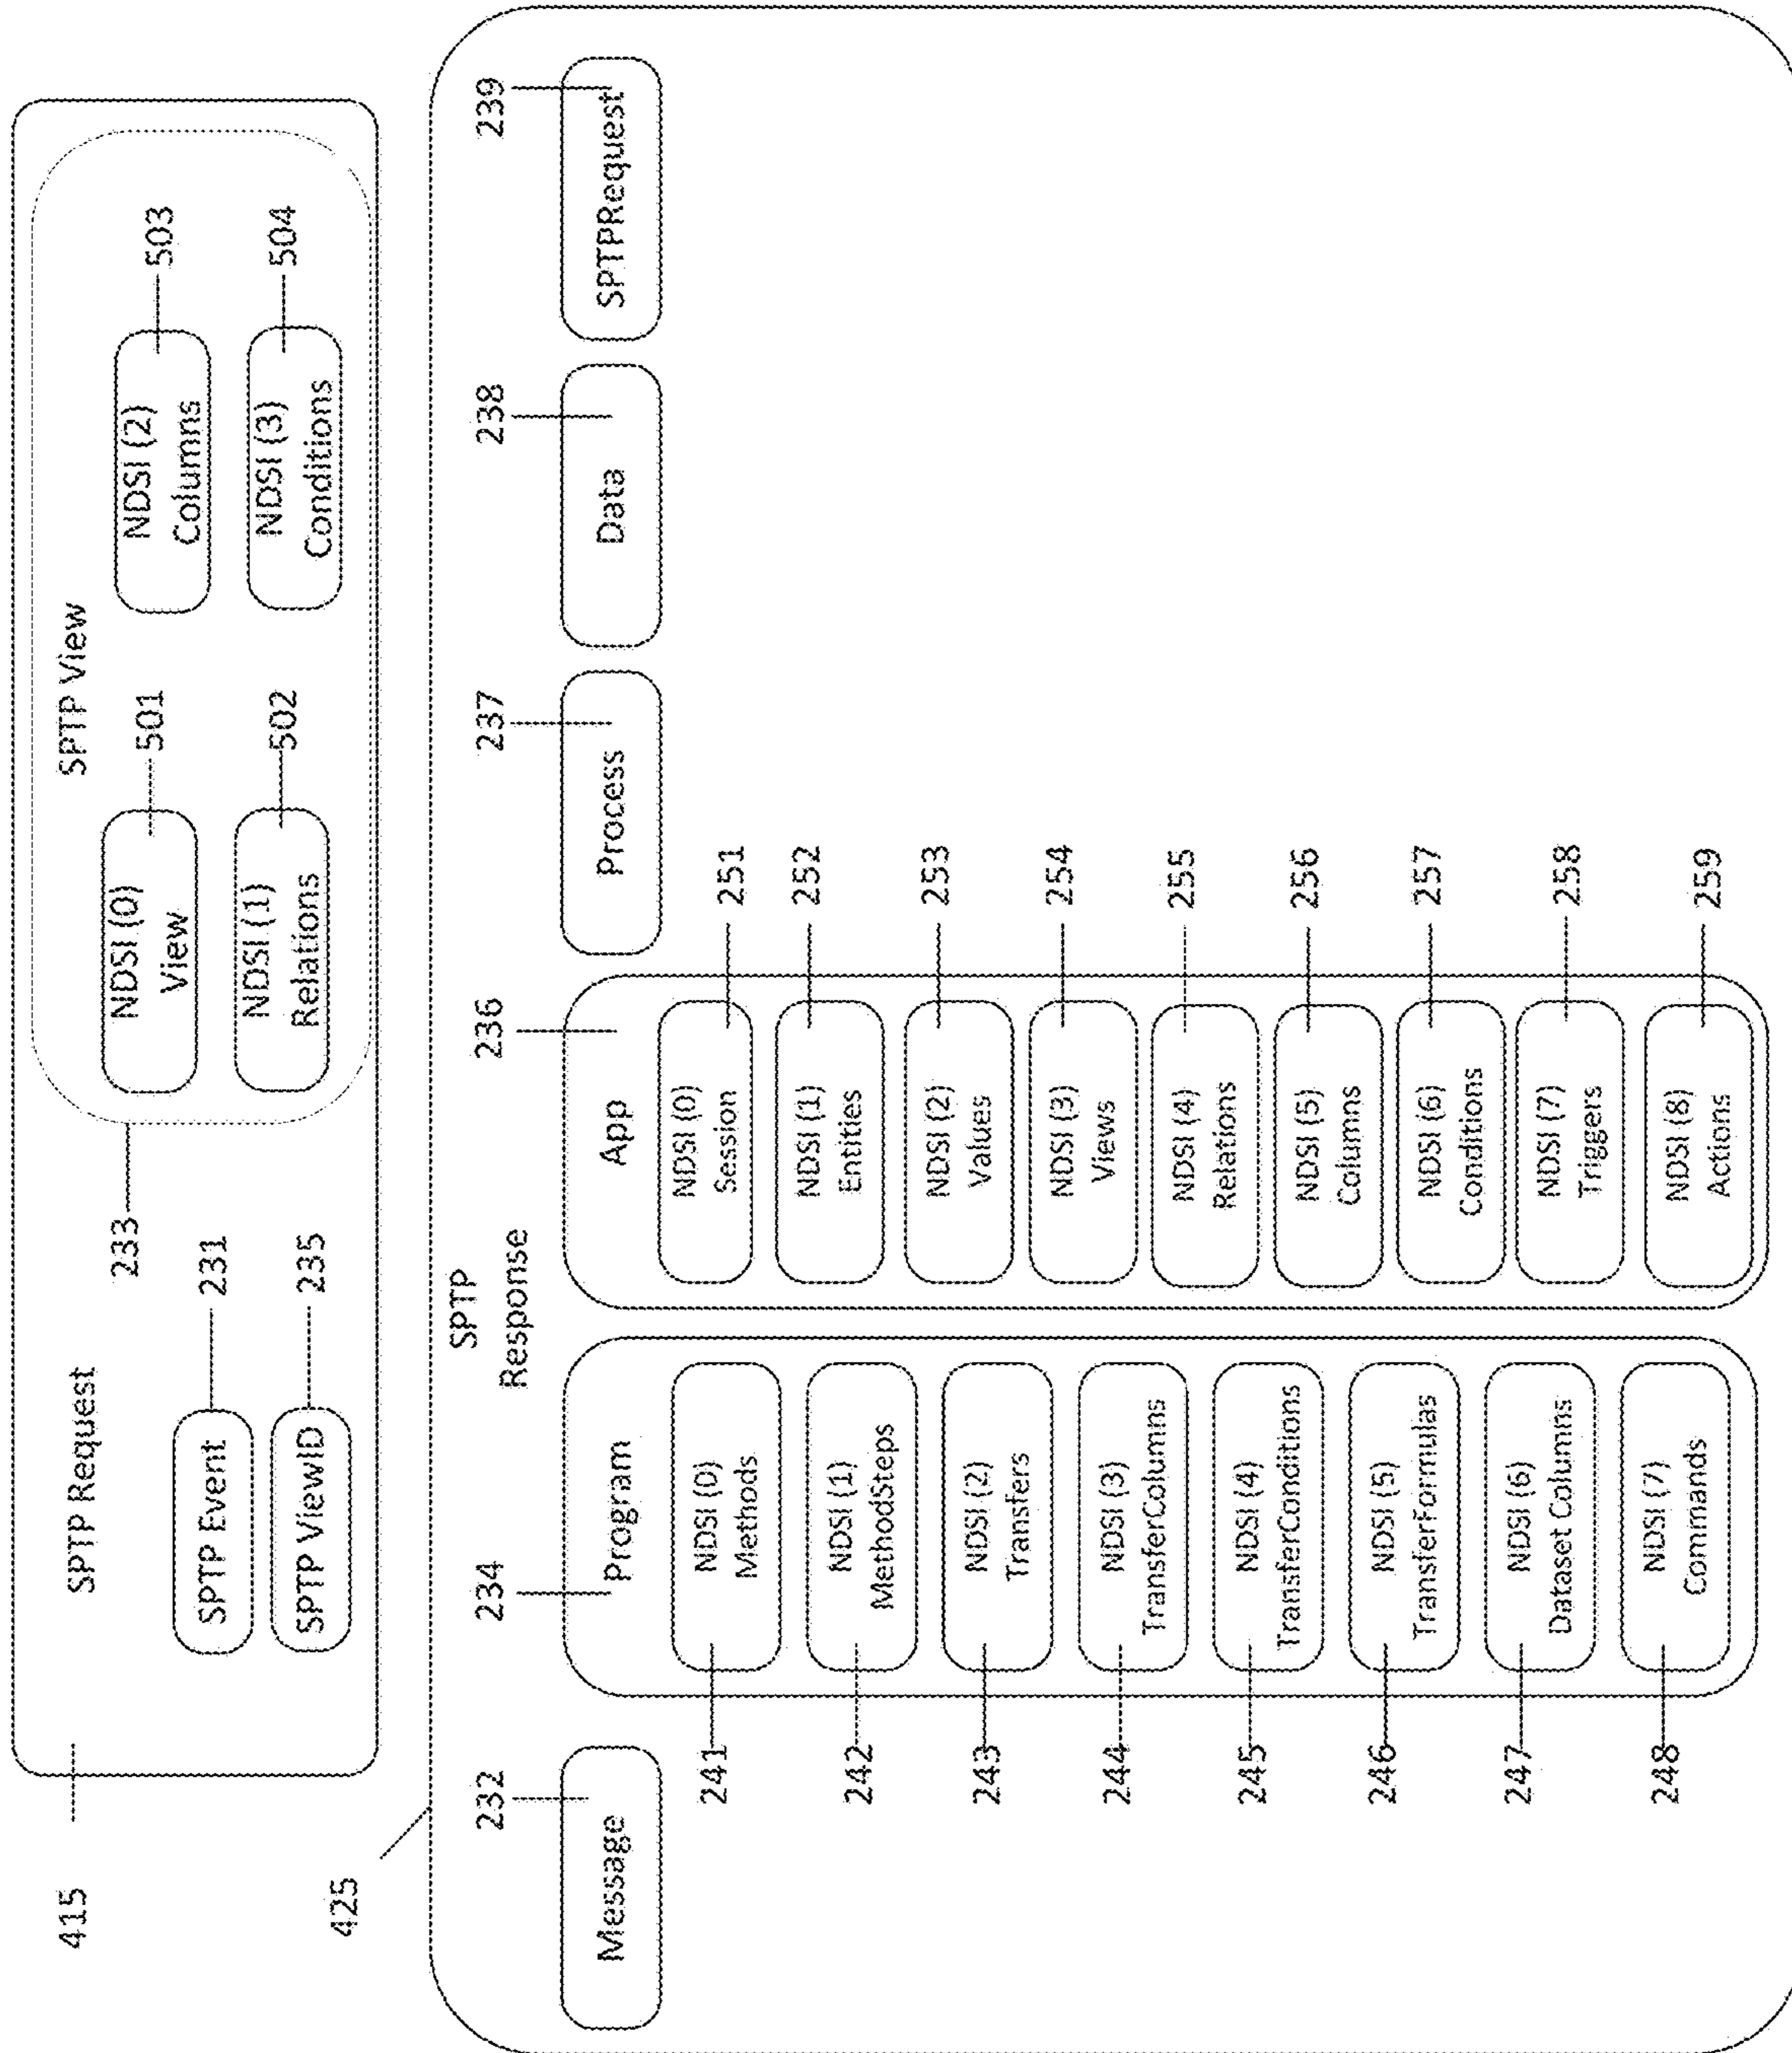 415
SPTP Request
SPTP Event
231
SPTP ViewID
235
233
SPTP View
NDSI (0)
View
501
NDSI (1)
Relations
502
NDSI (2)
Columns
503
NDSI (3)
Conditions
504
425
SPTP
Response
232
Message
234
Program
241
NDSI (0)
Methods
242
NDSI (1)
MethodSteps
243
NDSI (2)
Transfers
244
NDSI (3)
TransferColumns
245
NDSI (4)
TransferConditions
246
NDSI (5)
TransferFormulas
247
NDSI (6)
Dataset Columns
248
NDSI (7)
Commands
236
App
NDSI (0)
Session
251
NDSI (1)
Entities
252
NDSI (2)
Values
253
NDSI (3)
Views
254
NDSI (4)
Relations
255
NDSI (5)
Columns
256
NDSI (6)
Conditions
257
NDSI (7)
Triggers
258
NDSI (8)
Actions
259
237
Process
238
Data
239
SPTPRequest